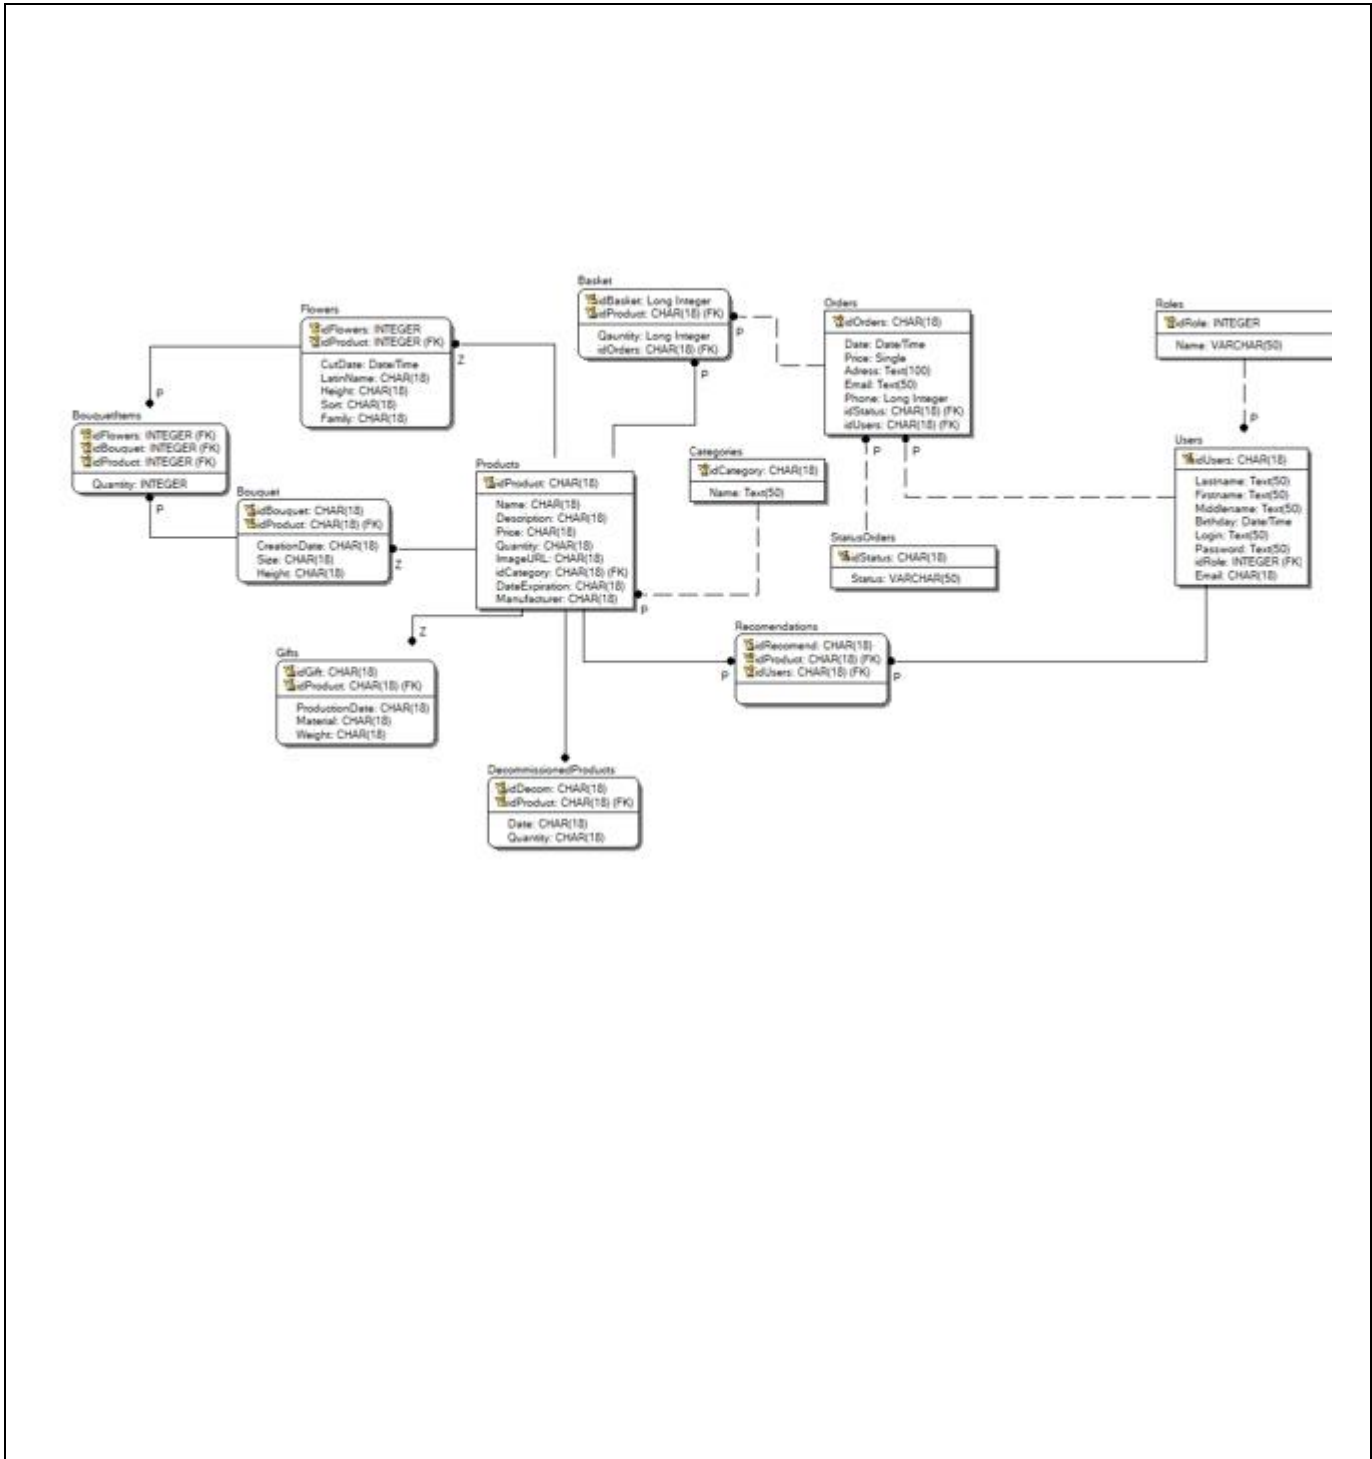 Basket
idBasket: Long Integer
idProduct: CHAR(18) (FK)
Qauntity: Long Integer
idOrders: CHAR(18) (FK)
P
P
Flowers
idFlowers: INTEGER
idProduct: INTEGER (FK)
CutDate: Date/Time
LatinName: CHAR(18)
Height: CHAR(18)
Sort: CHAR(18)
Family: CHAR(18)
Z
Orders
idOrders: CHAR(18)
Date: Date/Time
Price: Single
Adress: Text(100)
Email: Text(50)
Phone: Long Integer
idStatus: CHAR(18) (FK)
idUsers: CHAR(18) (FK)
P
P
Roles
idRole: INTEGER
Name: VARCHAR(50)
P
P
BouquetItems
idFlowers: INTEGER (FK)
idBouquet: INTEGER (FK)
idProduct: INTEGER (FK)
Quantity: INTEGER
P
Users
idUsers: CHAR(18)
Lastname: Text(50)
Firstname: Text(50)
Middlename: Text(50)
Birthday: Date/Time
Login: Text(50)
Password: Text(50)
idRole: INTEGER (FK)
Email: CHAR(18)
Categories
idCategory: CHAR(18)
Name: Text(50)
Products
idProduct: CHAR(18)
Name: CHAR(18)
Description: CHAR(18)
Price: CHAR(18)
Quantity: CHAR(18)
ImageURL: CHAR(18)
idCategory: CHAR(18) (FK)
DateExpiration: CHAR(18)
Manufacturer: CHAR(18)
P
Bouquet
idBouquet: CHAR(18)
idProduct: CHAR(18) (FK)
CreationDate: CHAR(18)
Size: CHAR(18)
Height: CHAR(18)
Z
StatusOrders
idStatus: CHAR(18)
Status: VARCHAR(50)
Z
Recomendations
idRecomend: CHAR(18)
idProduct: CHAR(18) (FK)
idUsers: CHAR(18) (FK)
P
P
Gifts
idGift: CHAR(18)
idProduct: CHAR(18) (FK)
ProductionDate: CHAR(18)
Material: CHAR(18)
Weight: CHAR(18)
DecommissionedProducts
idDecom: CHAR(18)
idProduct: CHAR(18) (FK)
Date: CHAR(18)
Quantity: CHAR(18)